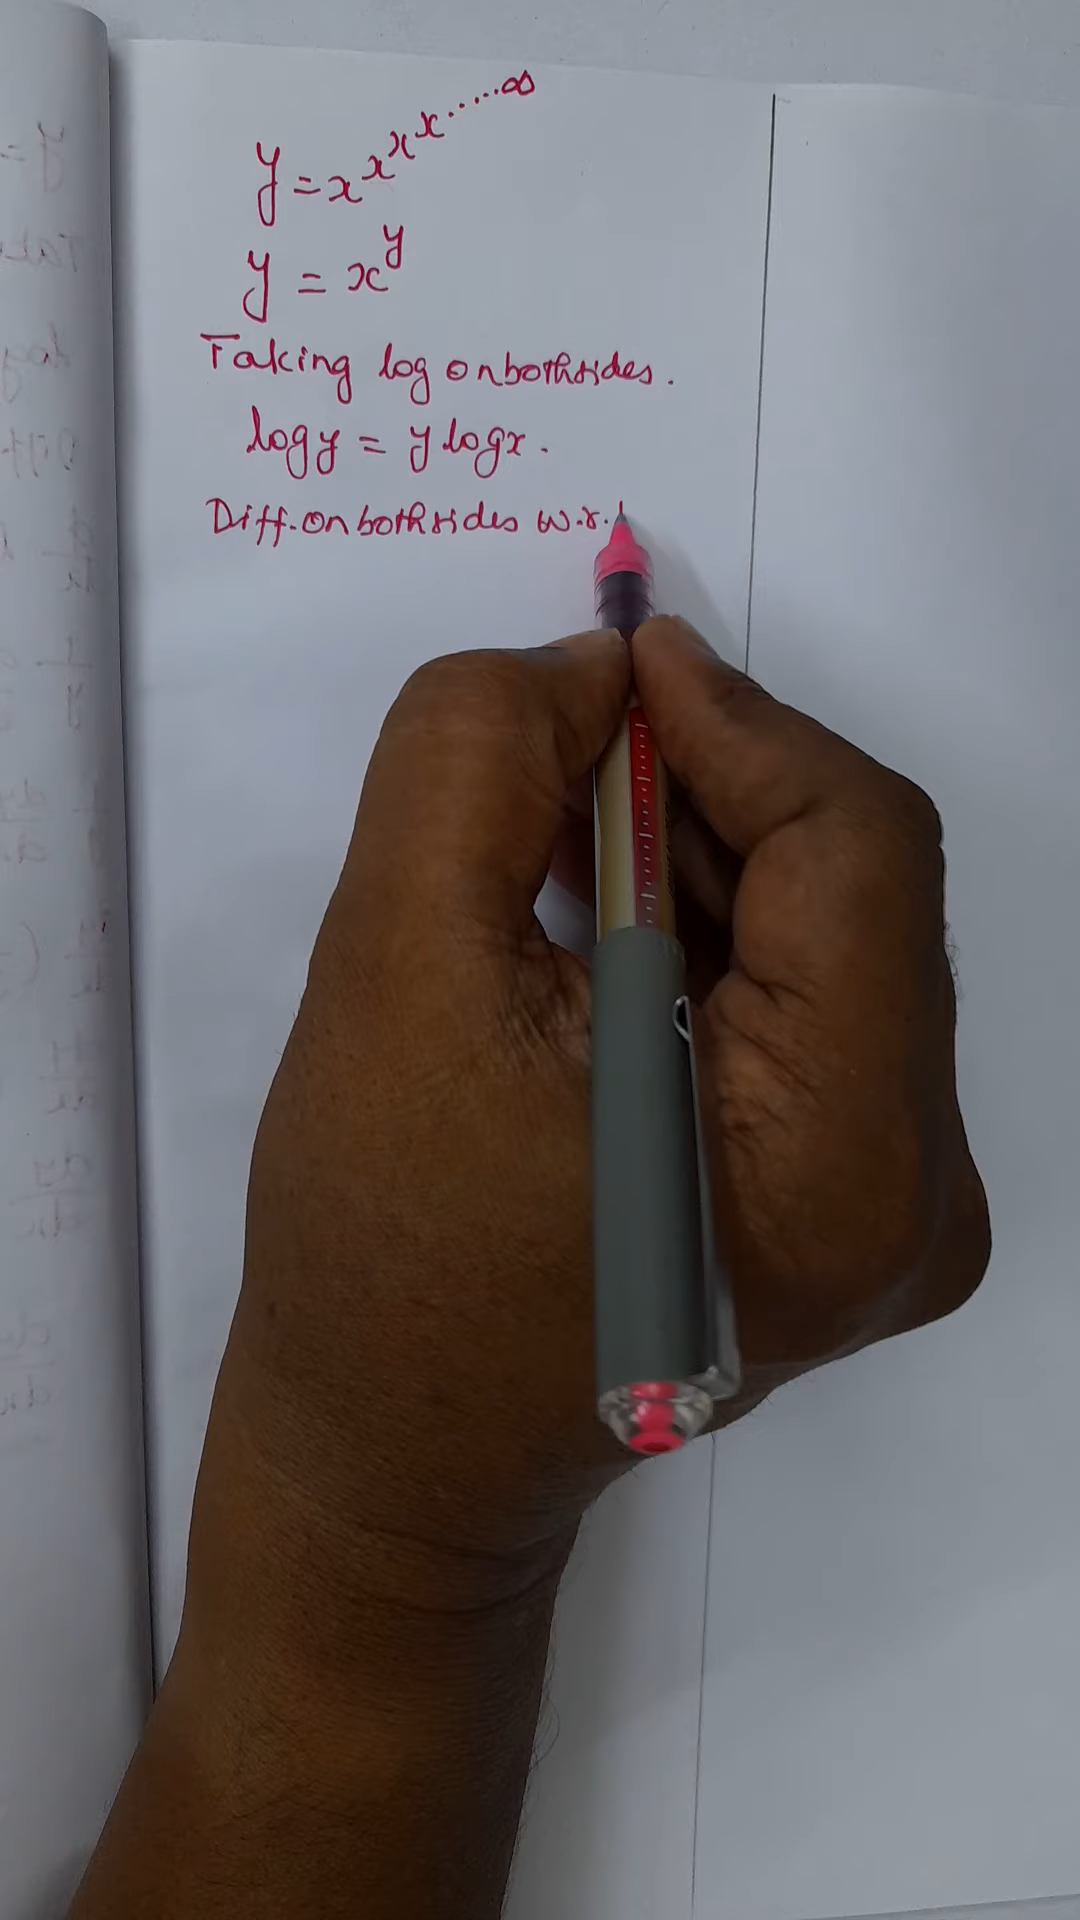 y = x^x^x^x.....∞
y = x^y
Taking log on both sides.
log y = y log x.
Diff. on both sides w.r.t